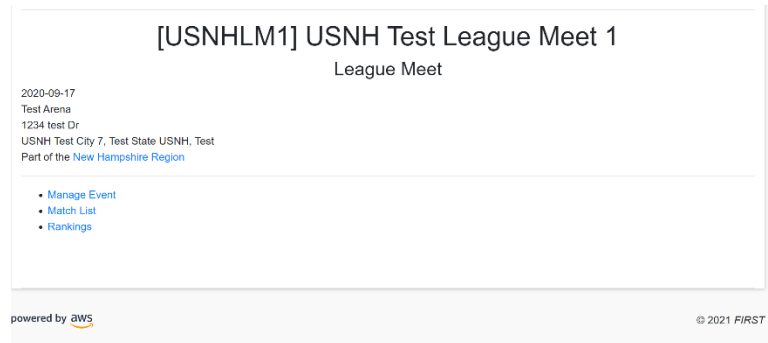 [USNHLM1] USNH Test League Meet 1
League Meet
2020-09-17
Test Arena
1234 test Dr
USNH Test City 7, Test State USNH, Test
Part of the New Hampshire Region
• Manage Event
• Match List
• Rankings
powered by aws
© 2021 FIRST